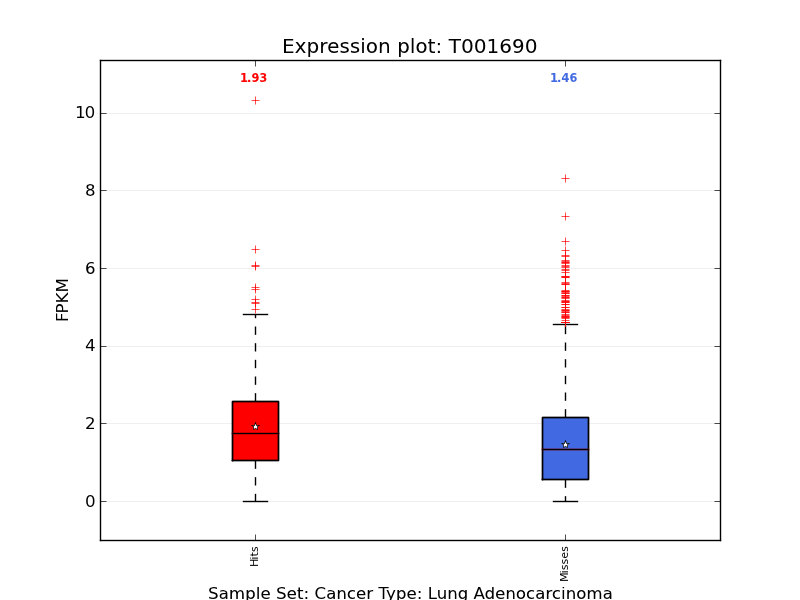 Expression plot: T001690
1.93
1.46
10
8
6
4
2
0
FPKM
Hits
Misses
Sample Set: Cancer Type: Lung Adenocarcinoma